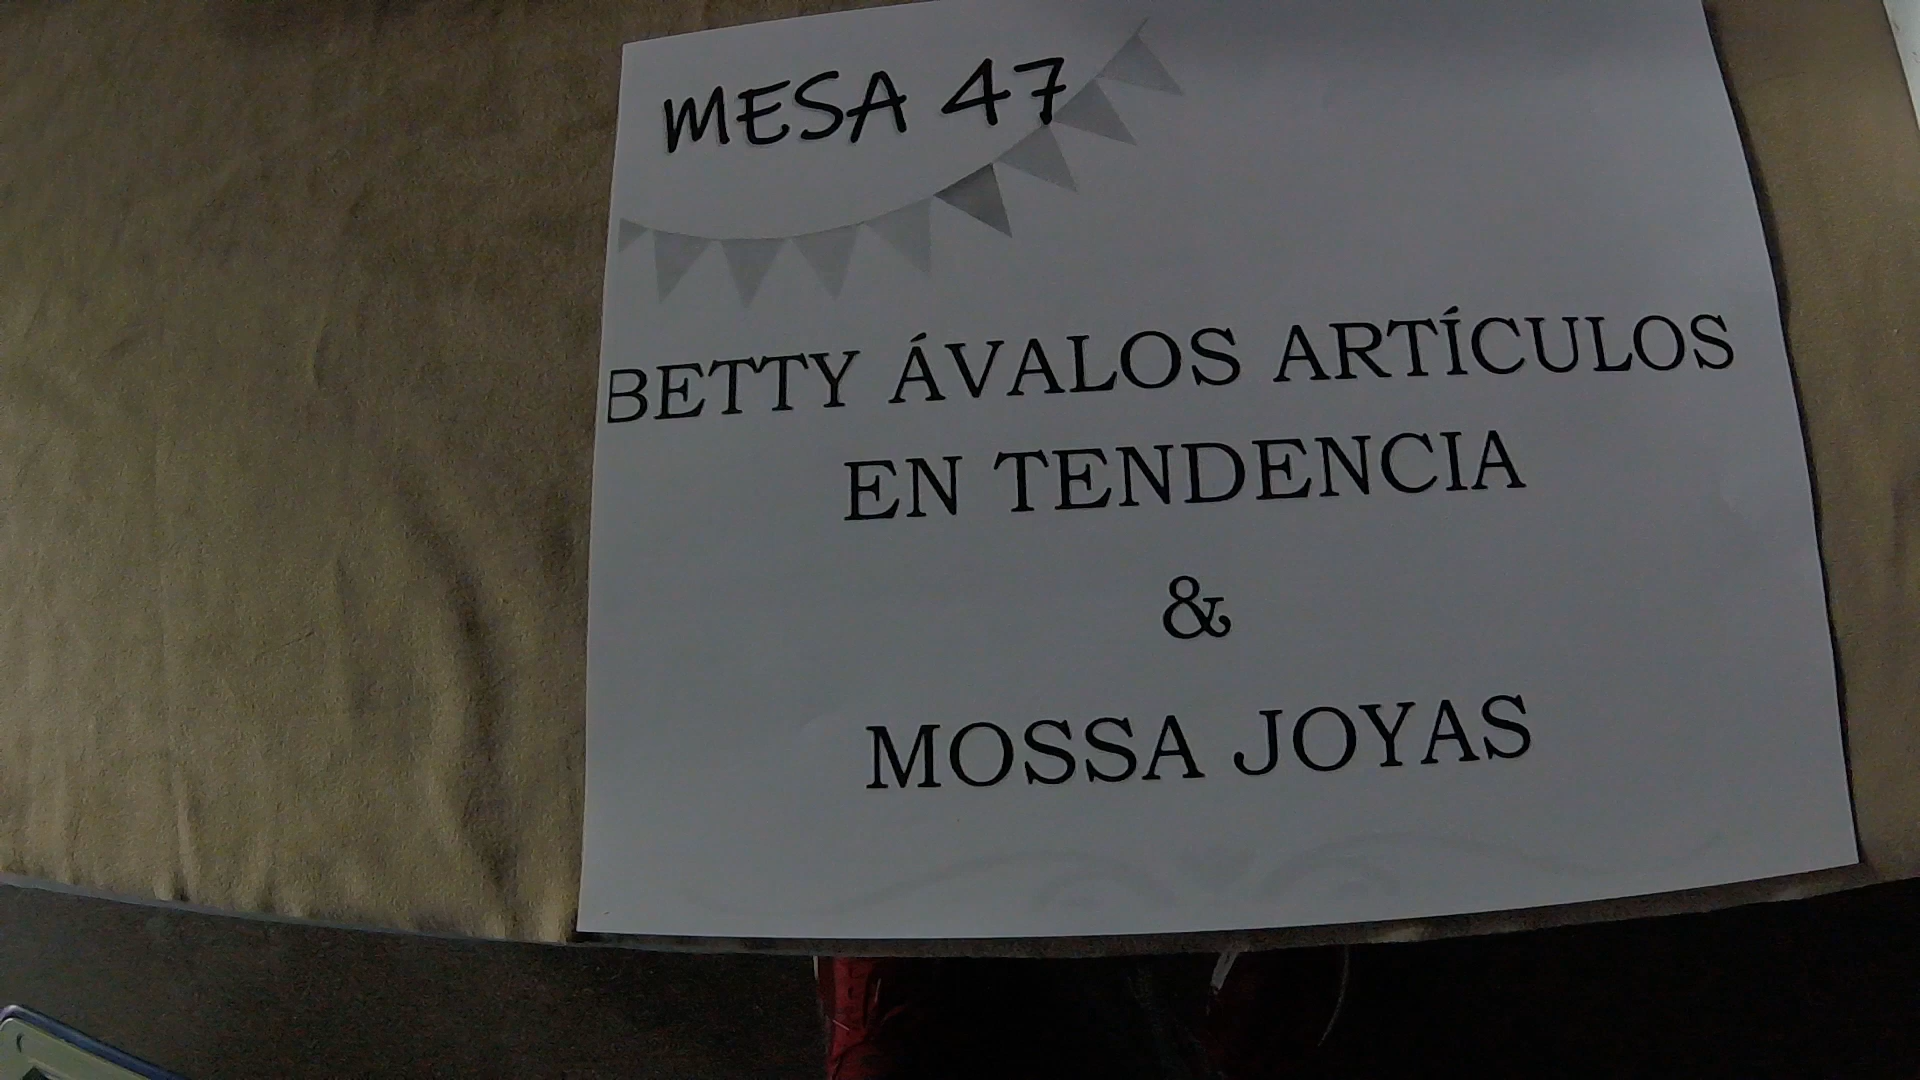 MESA 47
BETTY ÁVALOS ARTÍCULOS
EN TENDENCIA
&
MOSSA JOYAS